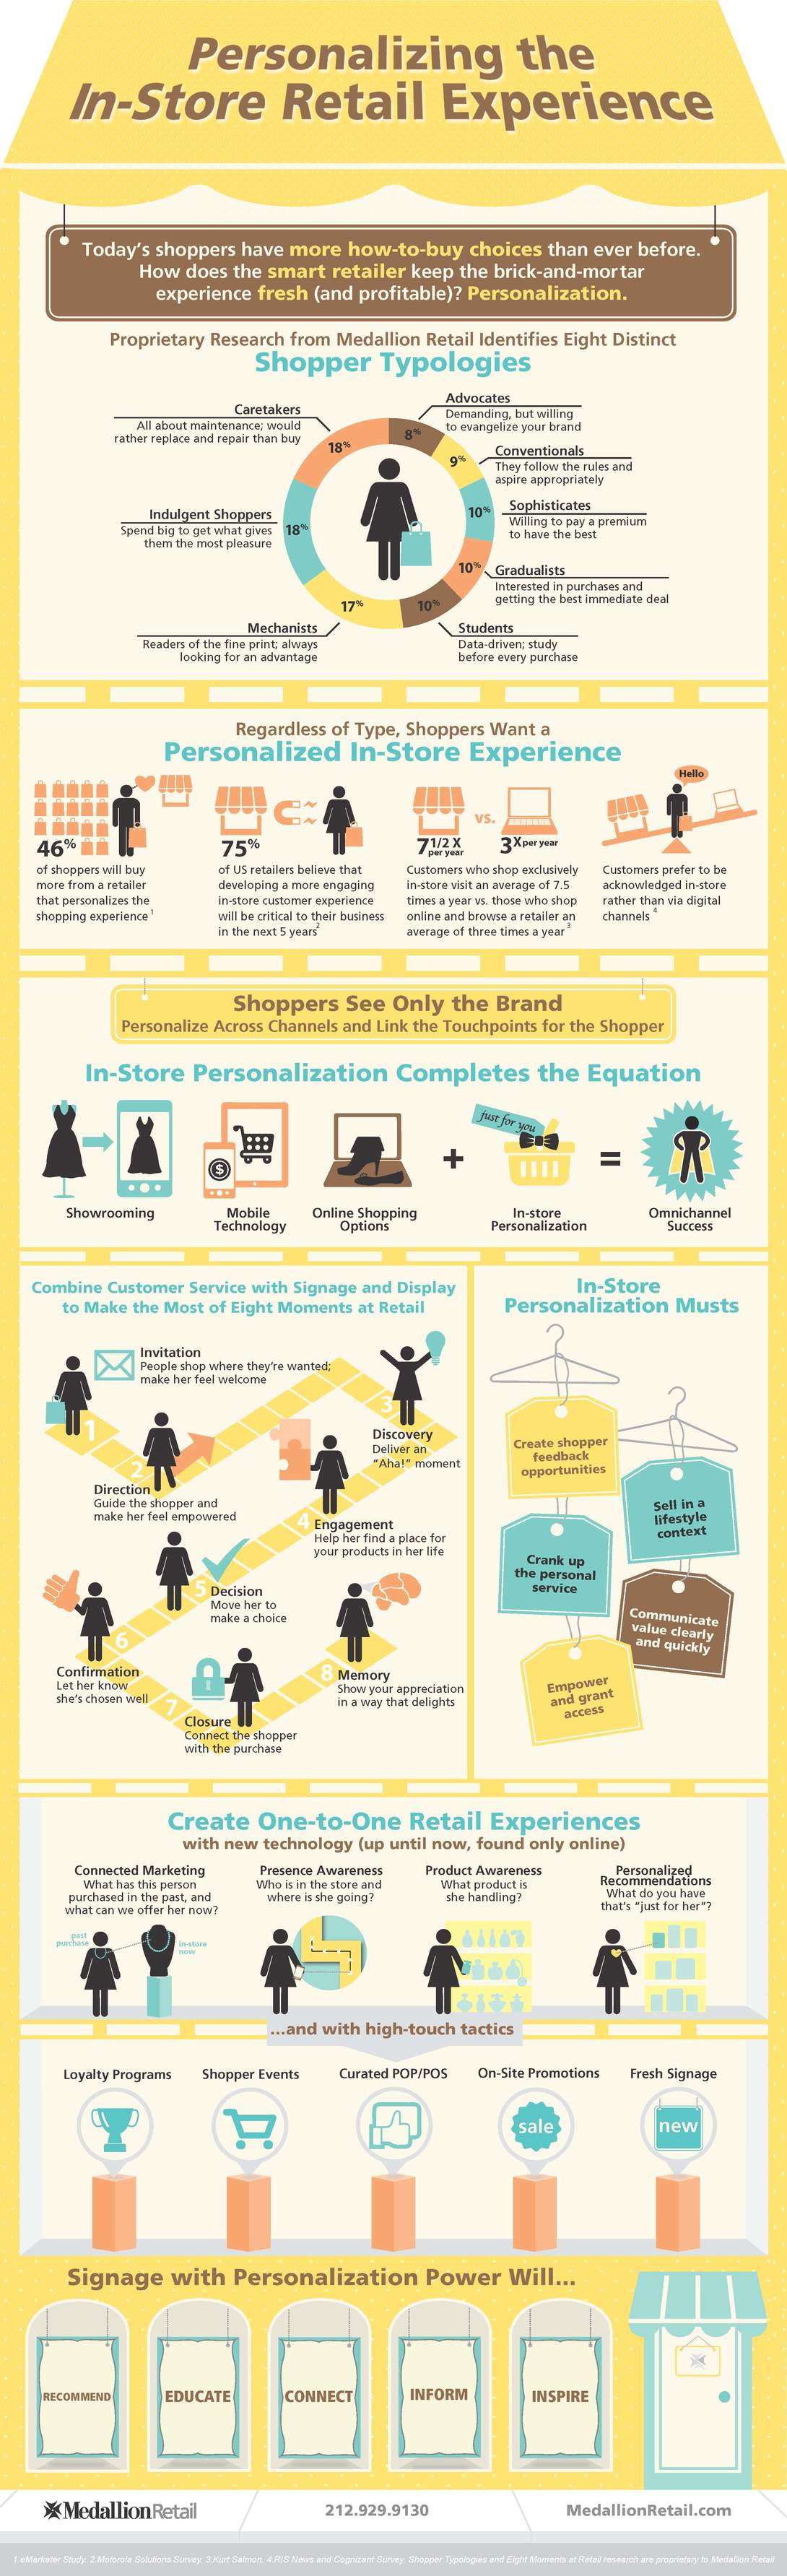 Personalizing the
In-Store Retail Experience
Today's shoppers have more how-to-buy choices than ever before.
How does the smart retailer keep the brick-and-mortar
experience fresh (and profitable)? Personalization.
Proprietary Research from Medallion Retail Identifies Eight Distinct
Shopper Typologies
Caretakers
All about maintenance; would
rather replace and repair than buy
18%
Advocates
Demanding, but willing
to evangelize your brand
8%
Conventionals
They follow the rules and
aspire appropriately
9%
Sophisticates
Willing to pay a premium
to have the best
10%
Gradualists
Interested in purchases and
getting the best immediate deal
10%
Students
Data-driven; study
before every purchase
10%
Mechanists
Readers of the fine print; always
looking for an advantage
17%
Indulgent Shoppers
Spend big to get what gives
them the most pleasure
18%
Regardless of Type, Shoppers Want a
Personalized In-Store Experience
46%
of shoppers will buy
more from a retailer
that personalizes the
shopping experience 1
75%
of US retailers believe that
developing a more engaging
in-store customer experience
will be critical to their business
in the next 5 years 2
7 1/2 X
per year
vs.
3X per year
Customers who shop exclusively
in-store visit an average of 7.5
times a year vs. those who shop
online and browse a retailer an
average of three times a year 3
Hello
Customers prefer to be
acknowledged in-store
rather than via digital
channels 4
Shoppers See Only the Brand
Personalize Across Channels and Link the Touchpoints for the Shopper
In-Store Personalization Completes the Equation
Showrooming
$
Mobile
Technology
Online Shopping
Options
+
just for you
In-store
Personalization
=
Omnichannel
Success
Combine Customer Service with Signage and Display
to Make the Most of Eight Moments at Retail
1
Invitation
People shop where they're wanted;
make her feel welcome
2
Direction
Guide the shopper and
make her feel empowered
3
Discovery
Deliver an
"Aha!" moment
4
Engagement
Help her find a place for
your products in her life
5
Decision
Move her to
make a choice
6
Confirmation
Let her know
she's chosen well
7
Closure
Connect the shopper
with the purchase
8
Memory
Show your appreciation
in a way that delights
In-Store
Personalization Musts
Create shopper
feedback
opportunities
Sell in a
lifestyle
context
Crank up
the personal
service
Communicate
value clearly
and quickly
Empower
and grant
access
Create One-to-One Retail Experiences
with new technology (up until now, found only online)
Connected Marketing
What has this person
purchased in the past, and
what can we offer her now?
past
purchase
in-store
now
Presence Awareness
Who is in the store and
where is she going?
Product Awareness
What product is
she handling?
Personalized
Recommendations
What do you have
that's "just for her"?
...and with high-touch tactics
Loyalty Programs
Shopper Events
Curated POP/POS
On-Site Promotions
sale
Fresh Signage
new
Signage with Personalization Power Will...
RECOMMEND
EDUCATE
CONNECT
INFORM
INSPIRE
Medallion Retail
212.929.9130
MedallionRetail.com
1.eMarketer Study. 2.Motorola Solutions Survey. 3.Kurt Salmon. 4.RIS News and Cognizant Survey. Shopper Typologies and Eight Moments at Retail research are proprietary to Medallion Retail